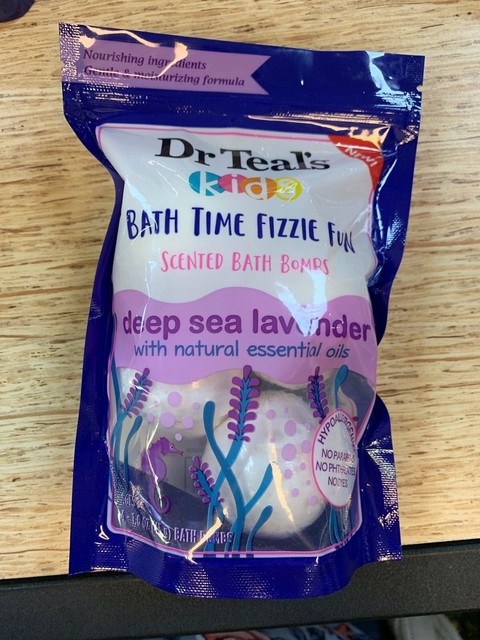 Nourishing ingredients
Gentle & moisturizing formula
NEW!
Dr Teal's
kids
BATH TIME FIZZIE FUN
SCENTED BATH BOMBS
deep sea lavender
with natural essential oils
NO
NO PHTHALATES
NO DYES
BATH BOMBS